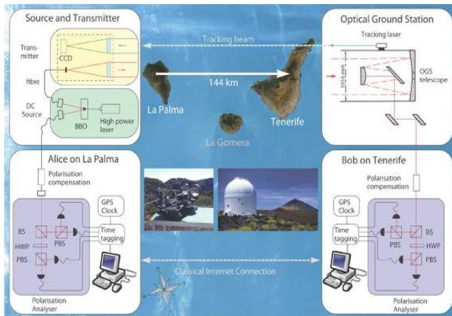 Source and Transmitter
Trans-
mitter
CCD
fibre
DC
Source
BBO
High power
laser
Tracking beam
144 km
La Palma
La Gomera
Tenerife
Optical Ground Station
Tracking laser
OGS
telescope
Alice on La Palma
Polarisation
compensation
GPS
Clock
Time
tagging
BS
PBS
HWP
PBS
Polarisation
Analyser
Classical Internet Connection
Bob on Tenerife
Polarisation
compensation
GPS
Clock
Time
tagging
BS
PBS
HWP
PBS
Polarisation
Analyser